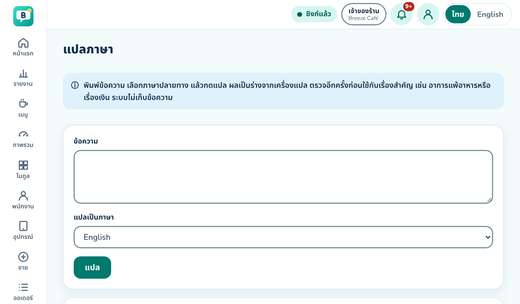 B
ซิงก์แล้ว
เจ้าของร้าน
Breeze Café
9+
ไทย
English
หน้าแรก
รายงาน
เมนู
ภาพรวม
โมดูล
พนักงาน
อุปกรณ์
ขาย
ออเดอร์
แปลภาษา
พิมพ์ข้อความ เลือกภาษาปลายทาง แล้วกดแปล ผลเป็นร่างจากเครื่องแปล ตรวจอีกครั้งก่อนใช้กับเรื่องสำคัญ เช่น อาการแพ้อาหารหรือ
เรื่องเงิน ระบบไม่เก็บข้อความ
ข้อความ
แปลเป็นภาษา
English
แปล